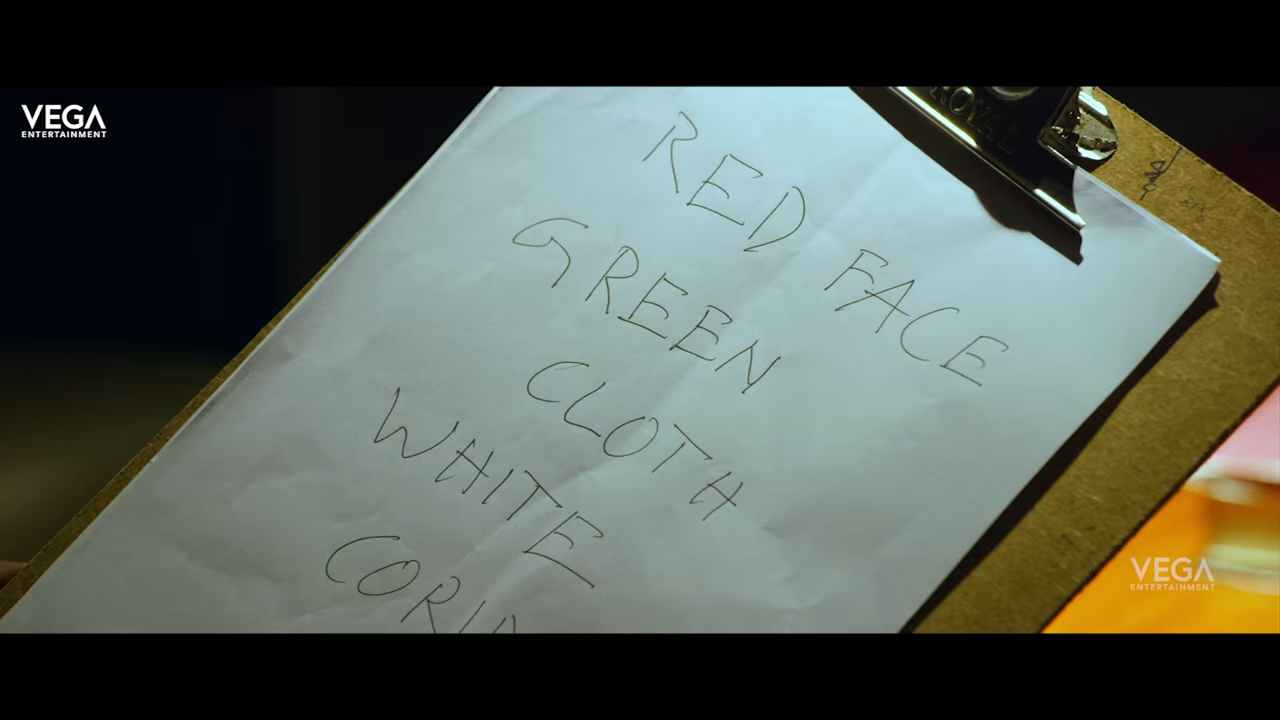 VEGA
ENTERTAINMENT
ROYAL
RED FACE
GREEN
CLOTH
WHITE
VEGA
ENTERTAINMENT